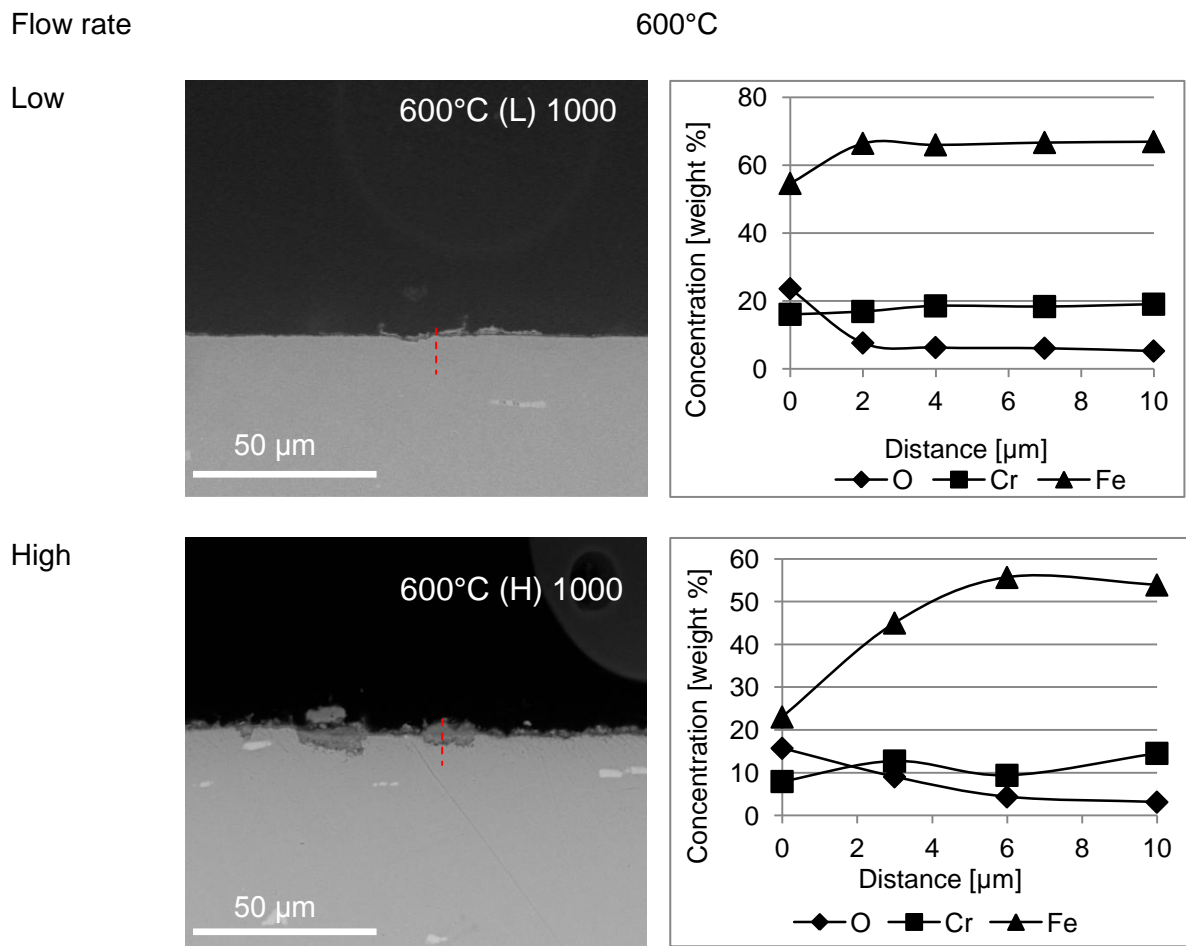 Flow rate
600°C
Low
600°C (L) 1000
50 µm
Concentration [weight %]
80
60
40
20
0
0 2 4 6 8 10
Distance [µm]
O Cr Fe
High
600°C (H) 1000
50 µm
Concentration [weight %]
60
50
40
30
20
10
0
0 2 4 6 8 10
Distance [µm]
O Cr Fe